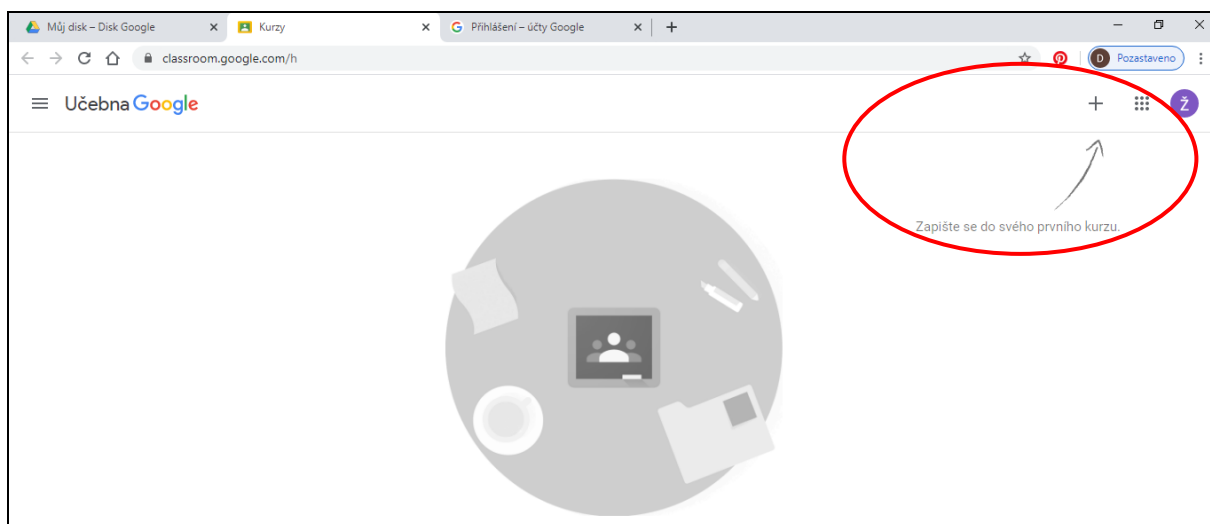 Můj disk – Disk Google
Kurzy
G Přihlášení – účty Google
classroom.google.com/h
D Pozastaveno
Učebna Google
ž
Zapište se do svého prvního kurzu.